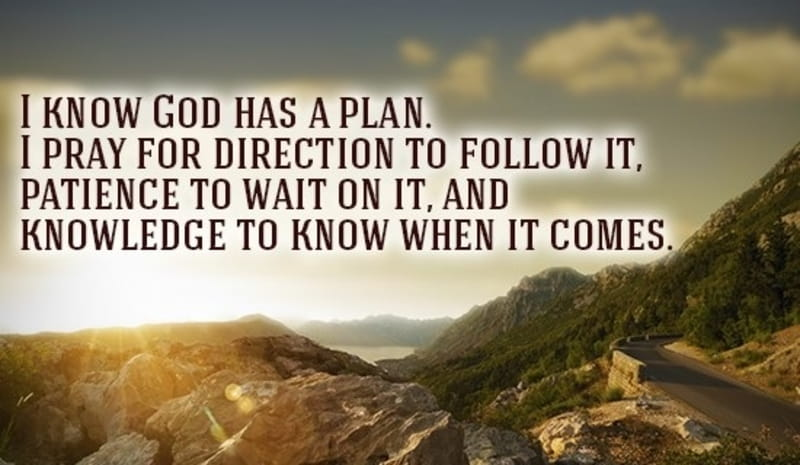 I KNOW GOD HAS A PLAN.
I PRAY FOR DIRECTION TO FOLLOW IT,
PATIENCE TO WAIT ON IT, AND
KNOWLEDGE TO KNOW WHEN IT COMES.